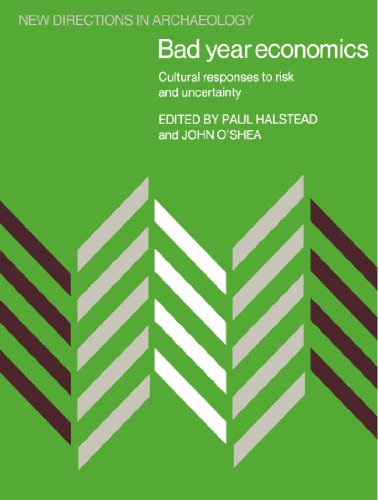 NEW DIRECTIONS IN ARCHAEOLOGY
Bad year economics
Cultural responses to risk
and uncertainty
EDITED BY PAUL HALSTEAD
and JOHN O'SHEA